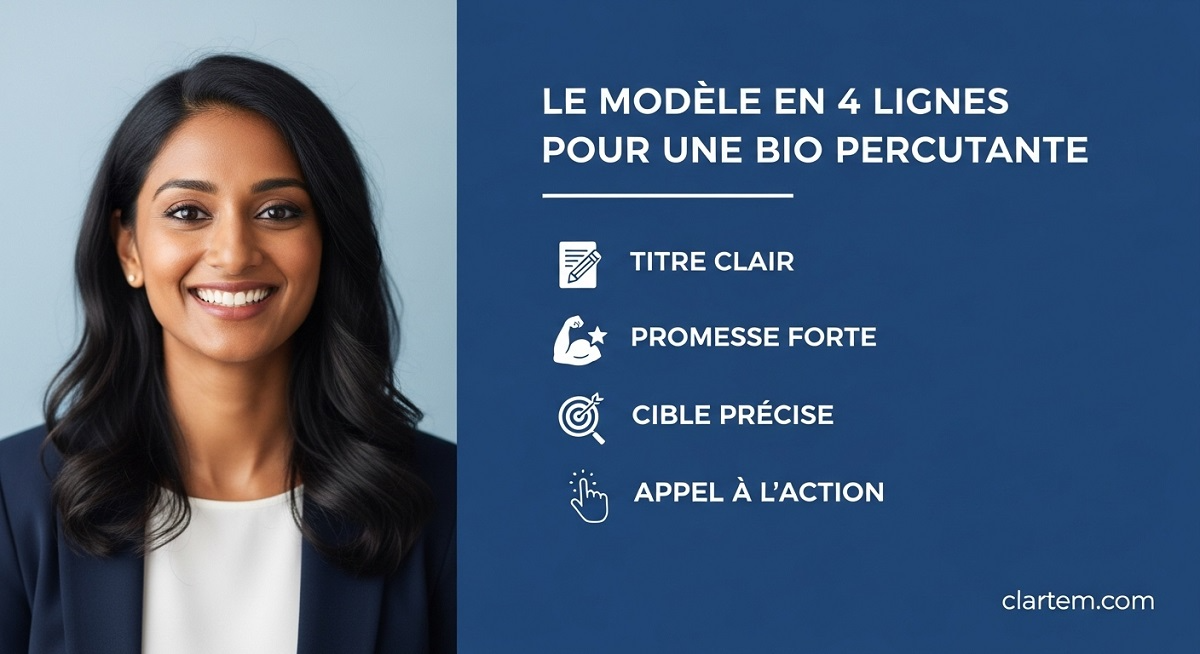 LE MODÈLE EN 4 LIGNES
POUR UNE BIO PERCUTANTE
TITRE CLAIR
PROMESSE FORTE
CIBLE PRÉCISE
APPEL À L’ACTION
clartem.com